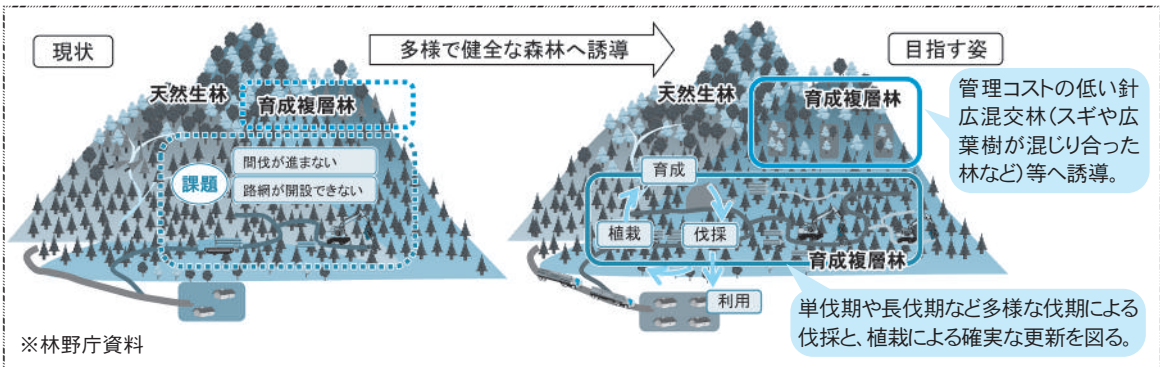 現状
多様で健全な森林へ誘導
目指す姿
天然生林
育成複層林
課題
間伐が進まない
路網が開設できない
※林野庁資料
天然生林
育成複層林
管理コストの低い針
広混交林(スギや広
葉樹が混じり合った
林など)等へ誘導。
育成
植栽
伐採
育成複層林
利用
単伐期や長伐期など多様な伐期による
伐採と、植栽による確実な更新を図る。